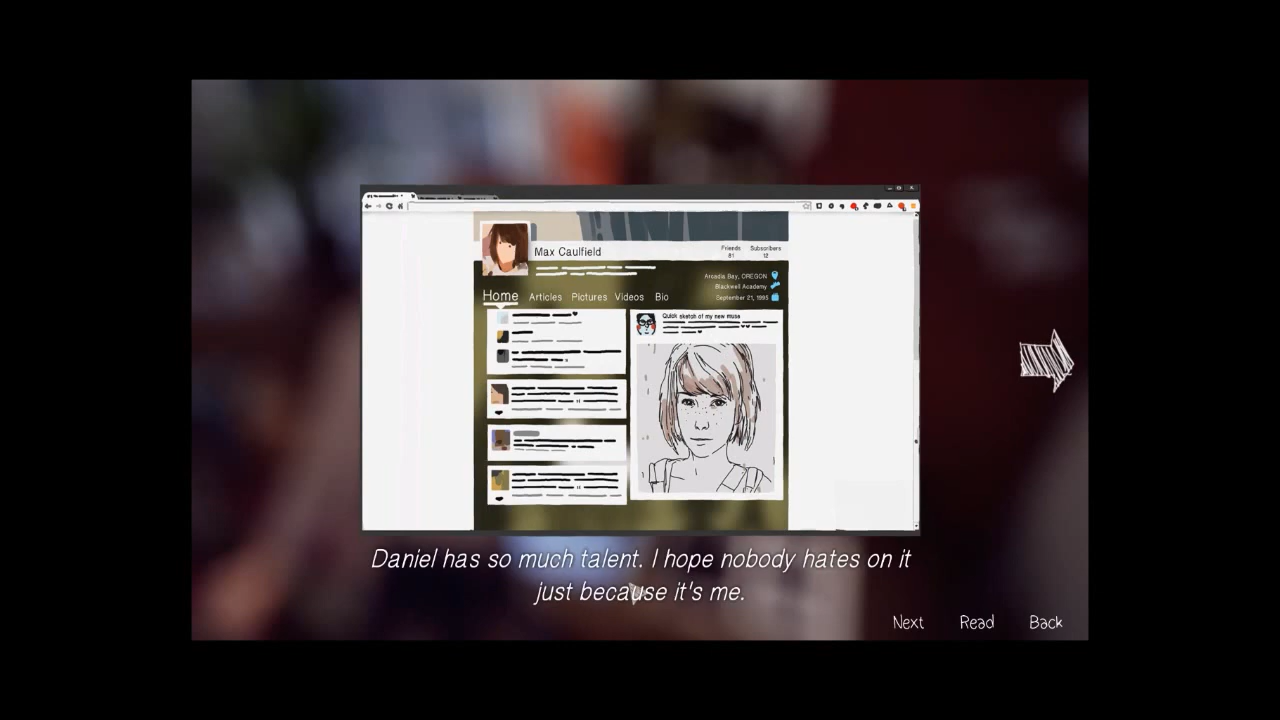 Max Caulfield
Friends
81
Subscribers
12
Arcadia Bay, OREGON
Blackwell Academy
September 21, 1995
Home Articles Pictures Videos Bio
Quick sketch of my new muse
Daniel has so much talent. I hope nobody hates on it
just because it's me.
Next Read Back